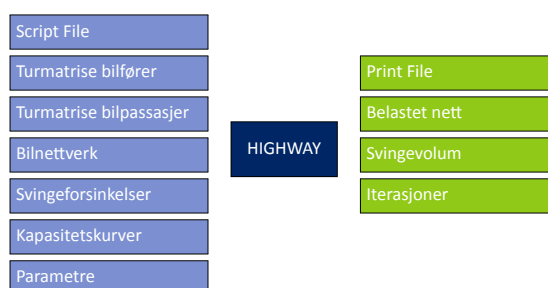 Script File
Turmatrise bilfører
Turmatrise bilpassasjer
Bilnettverk
Svingeforsinkelser
Kapasitetskurver
Parametre
HIGHWAY
Print File
Belastet nett
Svingevolum
Iterasjoner